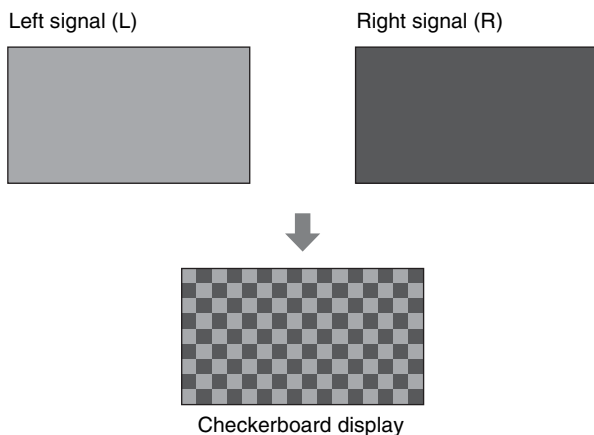 Left signal (L)
Right signal (R)
Checkerboard display